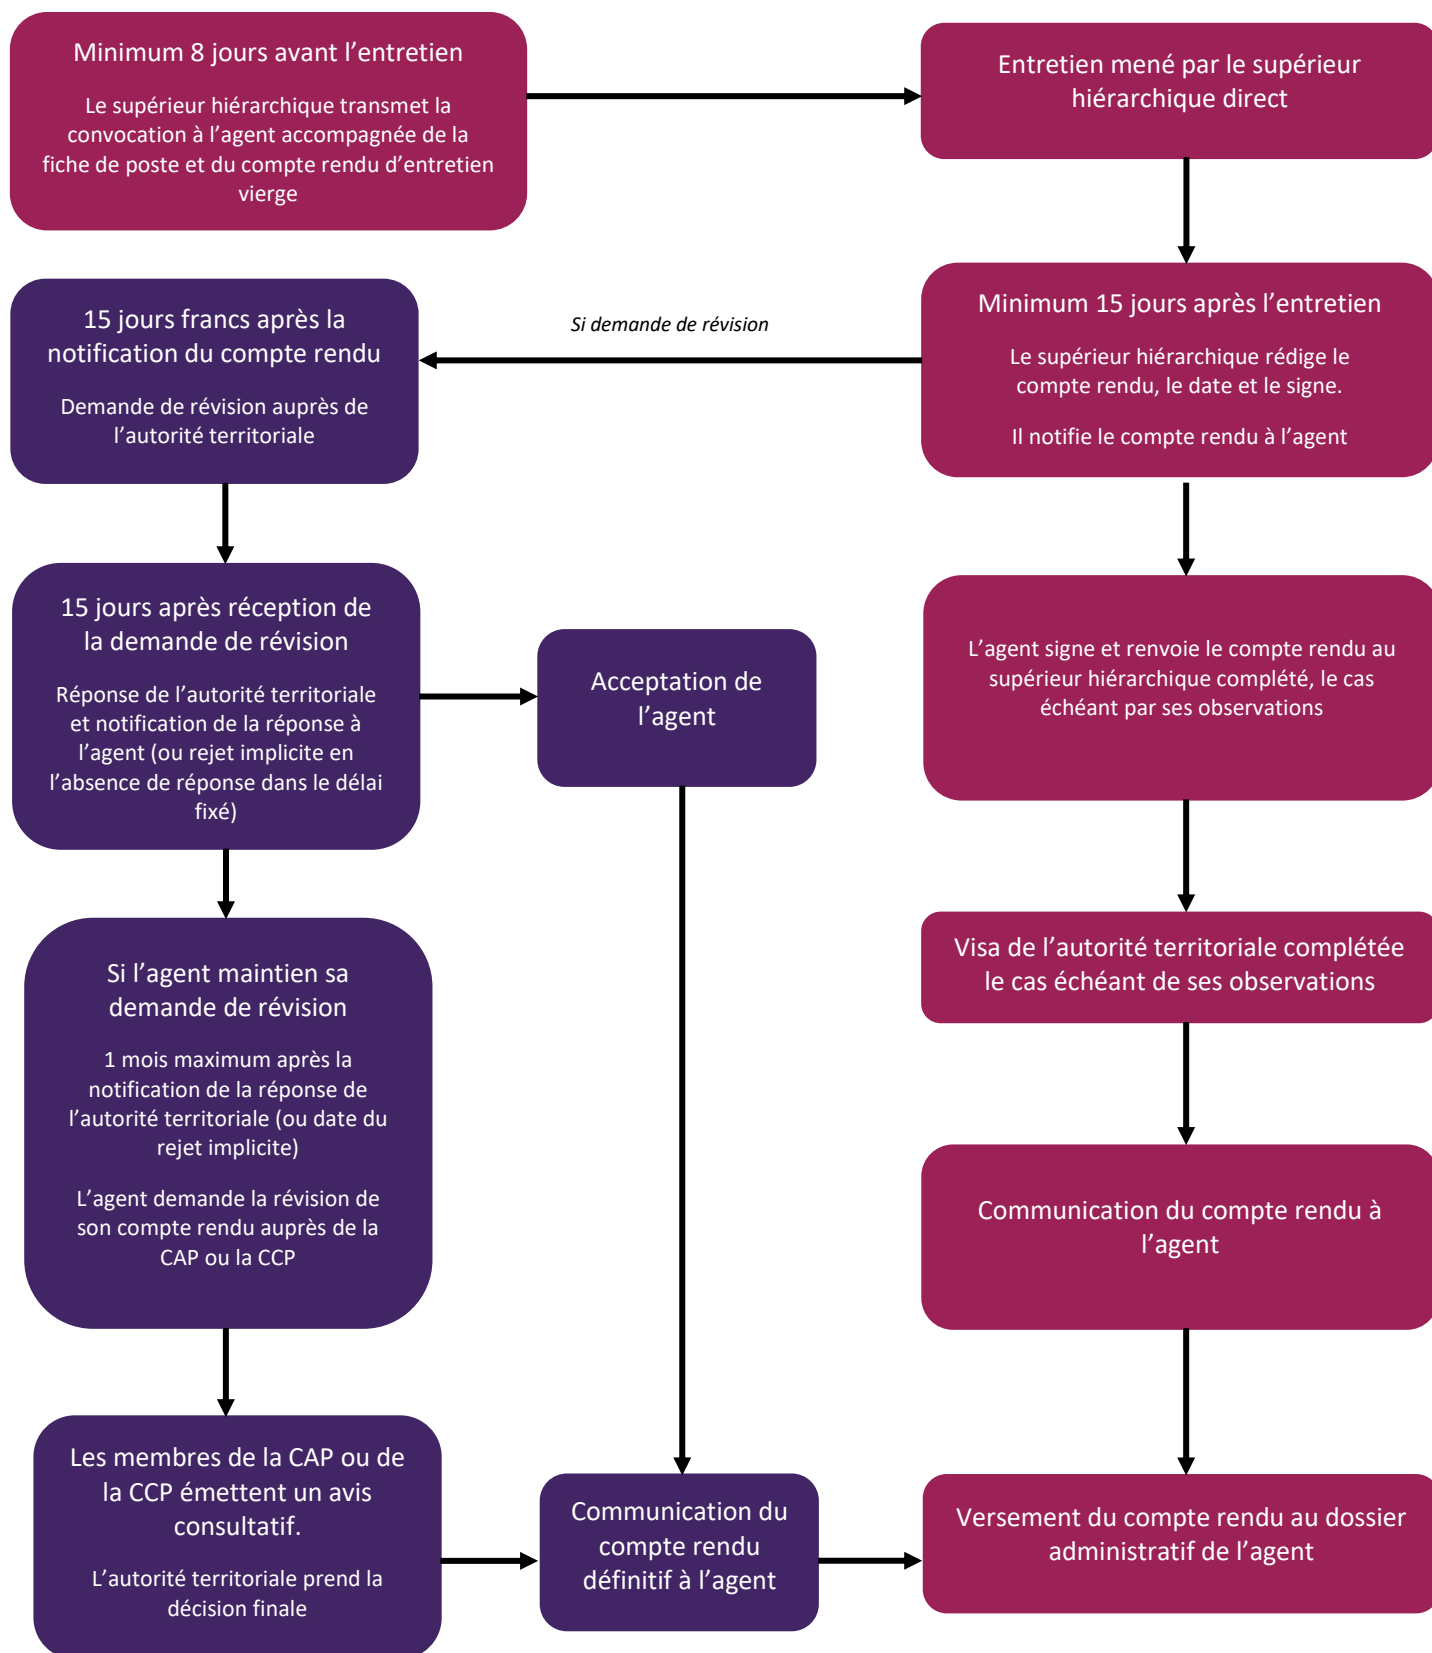 Minimum 8 jours avant l’entretien
Le supérieur hiérarchique transmet la
convocation à l’agent accompagnée de la
fiche de poste et du compte rendu d’entretien
vierge
Entretien mené par le supérieur
hiérarchique direct
Minimum 15 jours après l’entretien
Le supérieur hiérarchique rédige le
compte rendu, le date et le signe.
Il notifie le compte rendu à l’agent
Si demande de révision
15 jours francs après la
notification du compte rendu
Demande de révision auprès de
l’autorité territoriale
15 jours après réception de
la demande de révision
Réponse de l’autorité territoriale
et notification de la réponse à
l’agent (ou rejet implicite en
l’absence de réponse dans le délai
fixé)
Acceptation de
l’agent
L’agent signe et renvoie le compte rendu au
supérieur hiérarchique complété, le cas
échéant par ses observations
Si l’agent maintien sa
demande de révision
1 mois maximum après la
notification de la réponse de
l’autorité territoriale (ou date du
rejet implicite)
L’agent demande la révision de
son compte rendu auprès de la
CAP ou la CCP
Visa de l’autorité territoriale complétée
le cas échéant de ses observations
Communication du compte rendu à
l’agent
Les membres de la CAP ou de
la CCP émettent un avis
consultatif.
L’autorité territoriale prend la
décision finale
Communication du
compte rendu
définitif à l’agent
Versement du compte rendu au dossier
administratif de l’agent